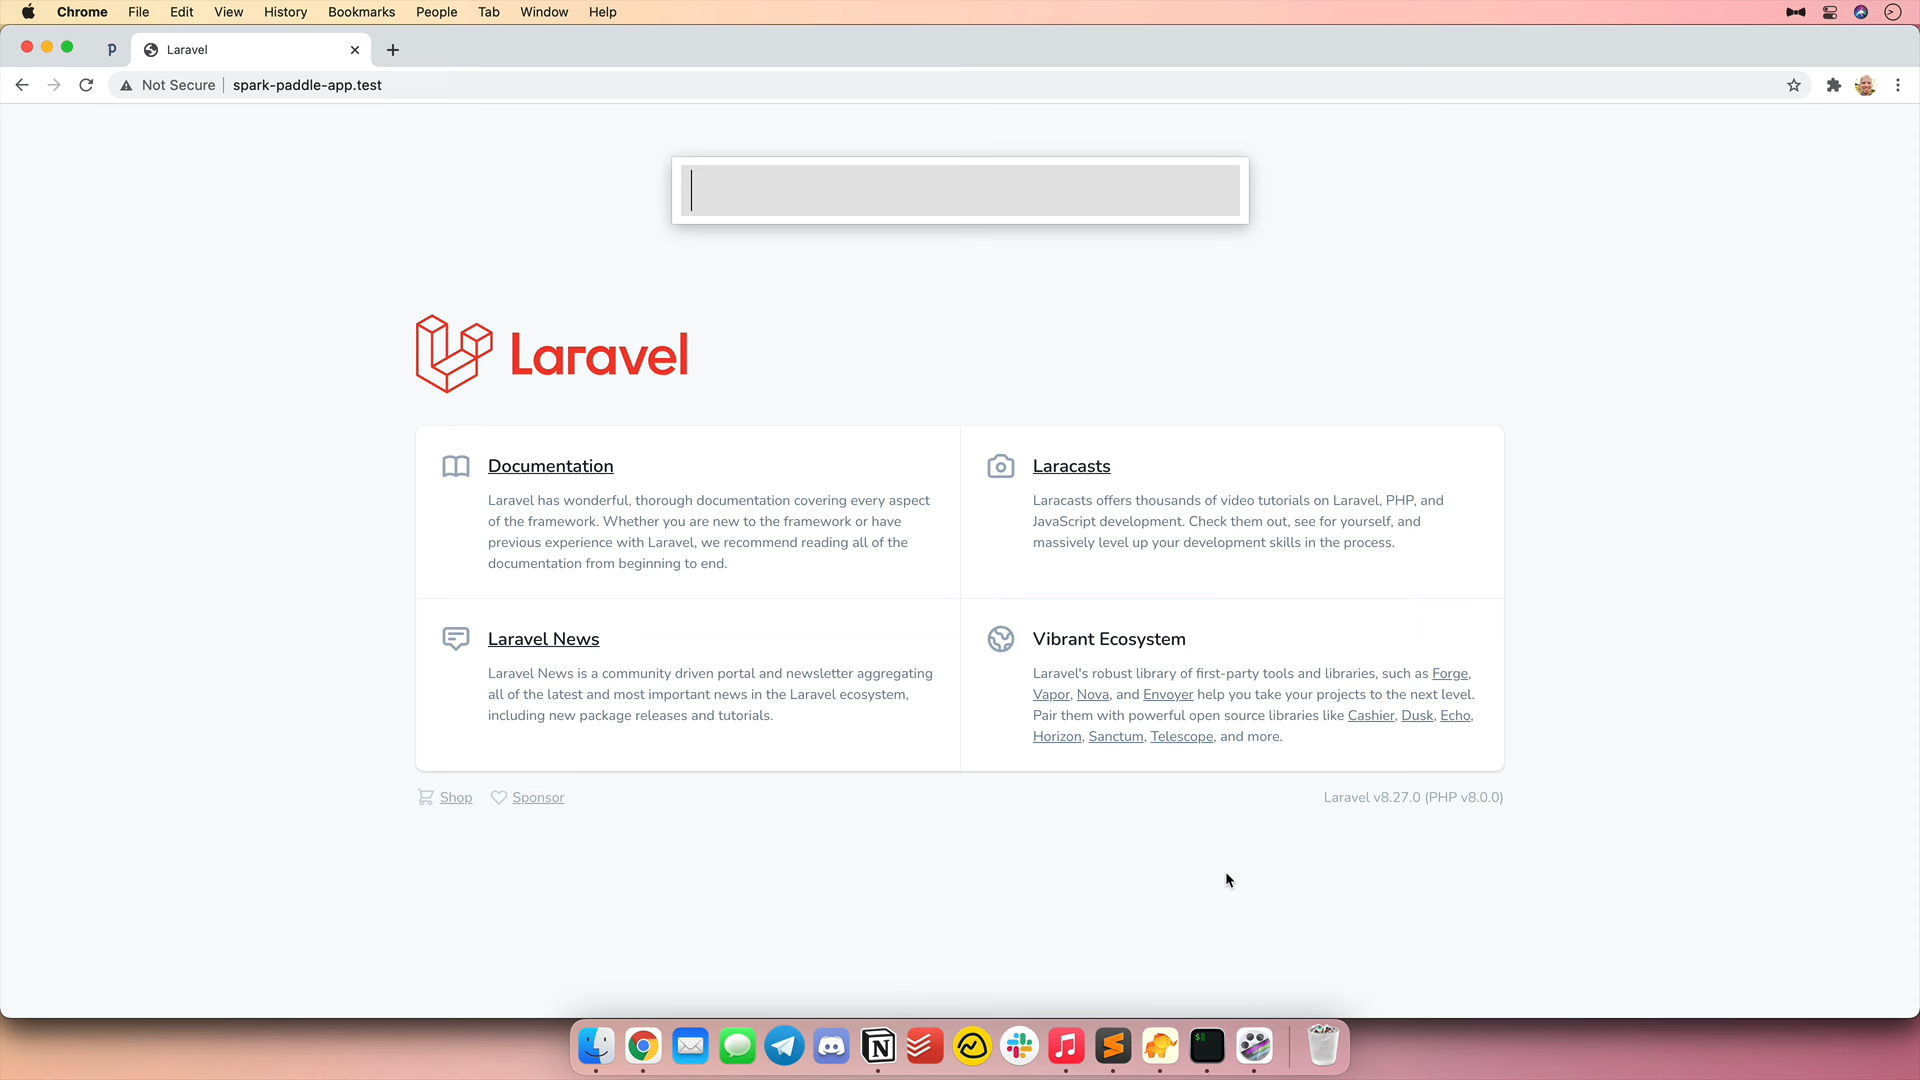 Chrome File Edit View History Bookmarks People Tab Window Help
p
Laravel
Not Secure spark-paddle-app.test
Laravel
Documentation
Laravel has wonderful, thorough documentation covering every aspect
of the framework. Whether you are new to the framework or have
previous experience with Laravel, we recommend reading all of the
documentation from beginning to end.
Laracasts
Laracasts offers thousands of video tutorials on Laravel, PHP, and
JavaScript development. Check them out, see for yourself, and
massively level up your development skills in the process.
Laravel News
Laravel News is a community driven portal and newsletter aggregating
all of the latest and most important news in the Laravel ecosystem,
including new package releases and tutorials.
Vibrant Ecosystem
Laravel's robust library of first-party tools and libraries, such as Forge,
Vapor, Nova, and Envoyer help you take your projects to the next level.
Pair them with powerful open source libraries like Cashier, Dusk, Echo,
Horizon, Sanctum, Telescope, and more.
Shop Sponsor Laravel v8.27.0 (PHP v8.0.0)